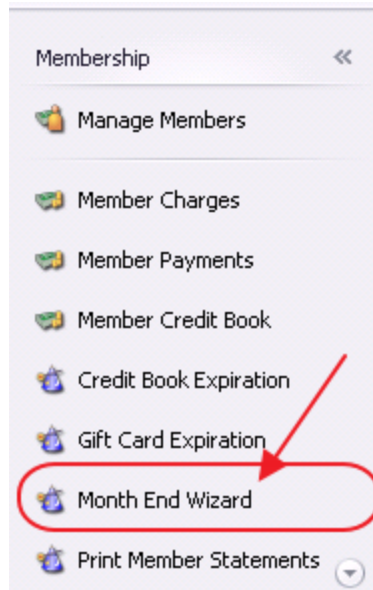 Membership
Manage Members
Member Charges
Member Payments
Member Credit Book
Credit Book Expiration
Gift Card Expiration
Month End Wizard
Print Member Statements